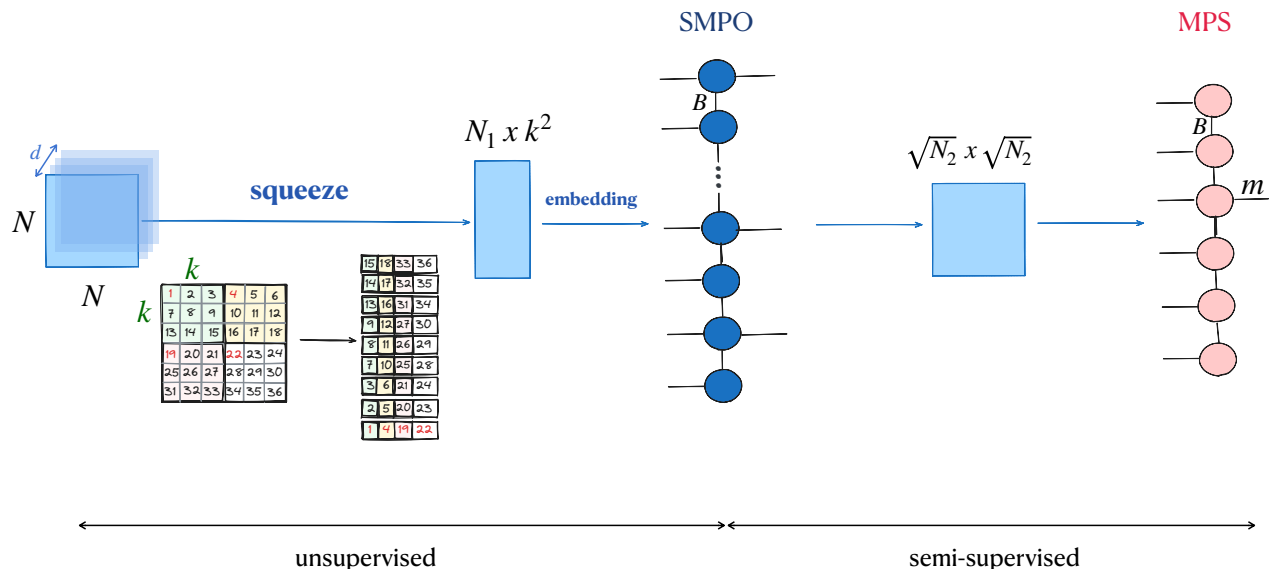 SMPO
MPS
B
B
N₁ x k²
√N₂ x √N₂
d
m
squeeze
embedding
N
N
k
k
1 2 3 4 5 6
7 8 9 10 11 12
13 14 15 16 17 18
19 20 21 22 23 24
25 26 27 28 29 30
31 32 33 34 35 36
15 18 33 36
14 17 32 35
13 16 31 34
9 12 27 30
8 11 26 29
7 10 25 28
3 6 21 24
2 5 20 23
1 4 19 22
unsupervised
semi-supervised